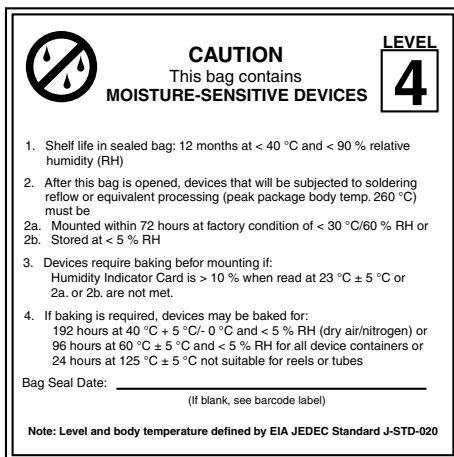 CAUTION
This bag contains
MOISTURE-SENSITIVE DEVICES
LEVEL
4
1. Shelf life in sealed bag: 12 months at < 40 °C and < 90 % relative
humidity (RH)
2. After this bag is opened, devices that will be subjected to soldering
reflow or equivalent processing (peak package body temp. 260 °C)
must be
2a. Mounted within 72 hours at factory condition of < 30 °C/60 % RH or
2b. Stored at < 5 % RH
3. Devices require baking befor mounting if:
Humidity Indicator Card is > 10 % when read at 23 °C ± 5 °C or
2a. or 2b. are not met.
4. If baking is required, devices may be baked for:
192 hours at 40 °C + 5 °C/- 0 °C and < 5 % RH (dry air/nitrogen) or
96 hours at 60 °C ± 5 °C and < 5 % RH for all device containers or
24 hours at 125 °C ± 5 °C not suitable for reels or tubes
Bag Seal Date:
(If blank, see barcode label)
Note: Level and body temperature defined by EIA JEDEC Standard J-STD-020